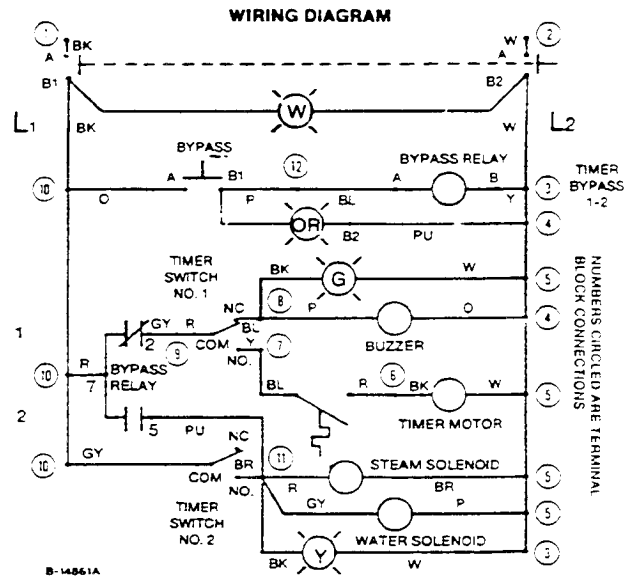 WIRING DIAGRAM
1 BK W 2
A A
B1 B2
W
L1 BK W L2
BYPASS
A B1 12 BYPASS RELAY TIMER BYPASS 1-2
10 O P BL A B Y 3
OR B2 PU 4
TIMER SWITCH NO. 1
BK G W 5
NC 8 P O 4
BL
1 GY R COM Y 7 BUZZER
2 9 NO.
10 R 7 BYPASS RELAY
BL R 6 BK W 5
TIMER MOTOR
2 5 PU
NC
10 GY BR 11 STEAM SOLENOID
COM R BR 5
NO.
GY P 5
TIMER SWITCH NO. 2
WATER SOLENOID
BK Y W 3
NUMBERS CIRCLED ARE TERMINAL BLOCK CONNECTIONS
B-14861A